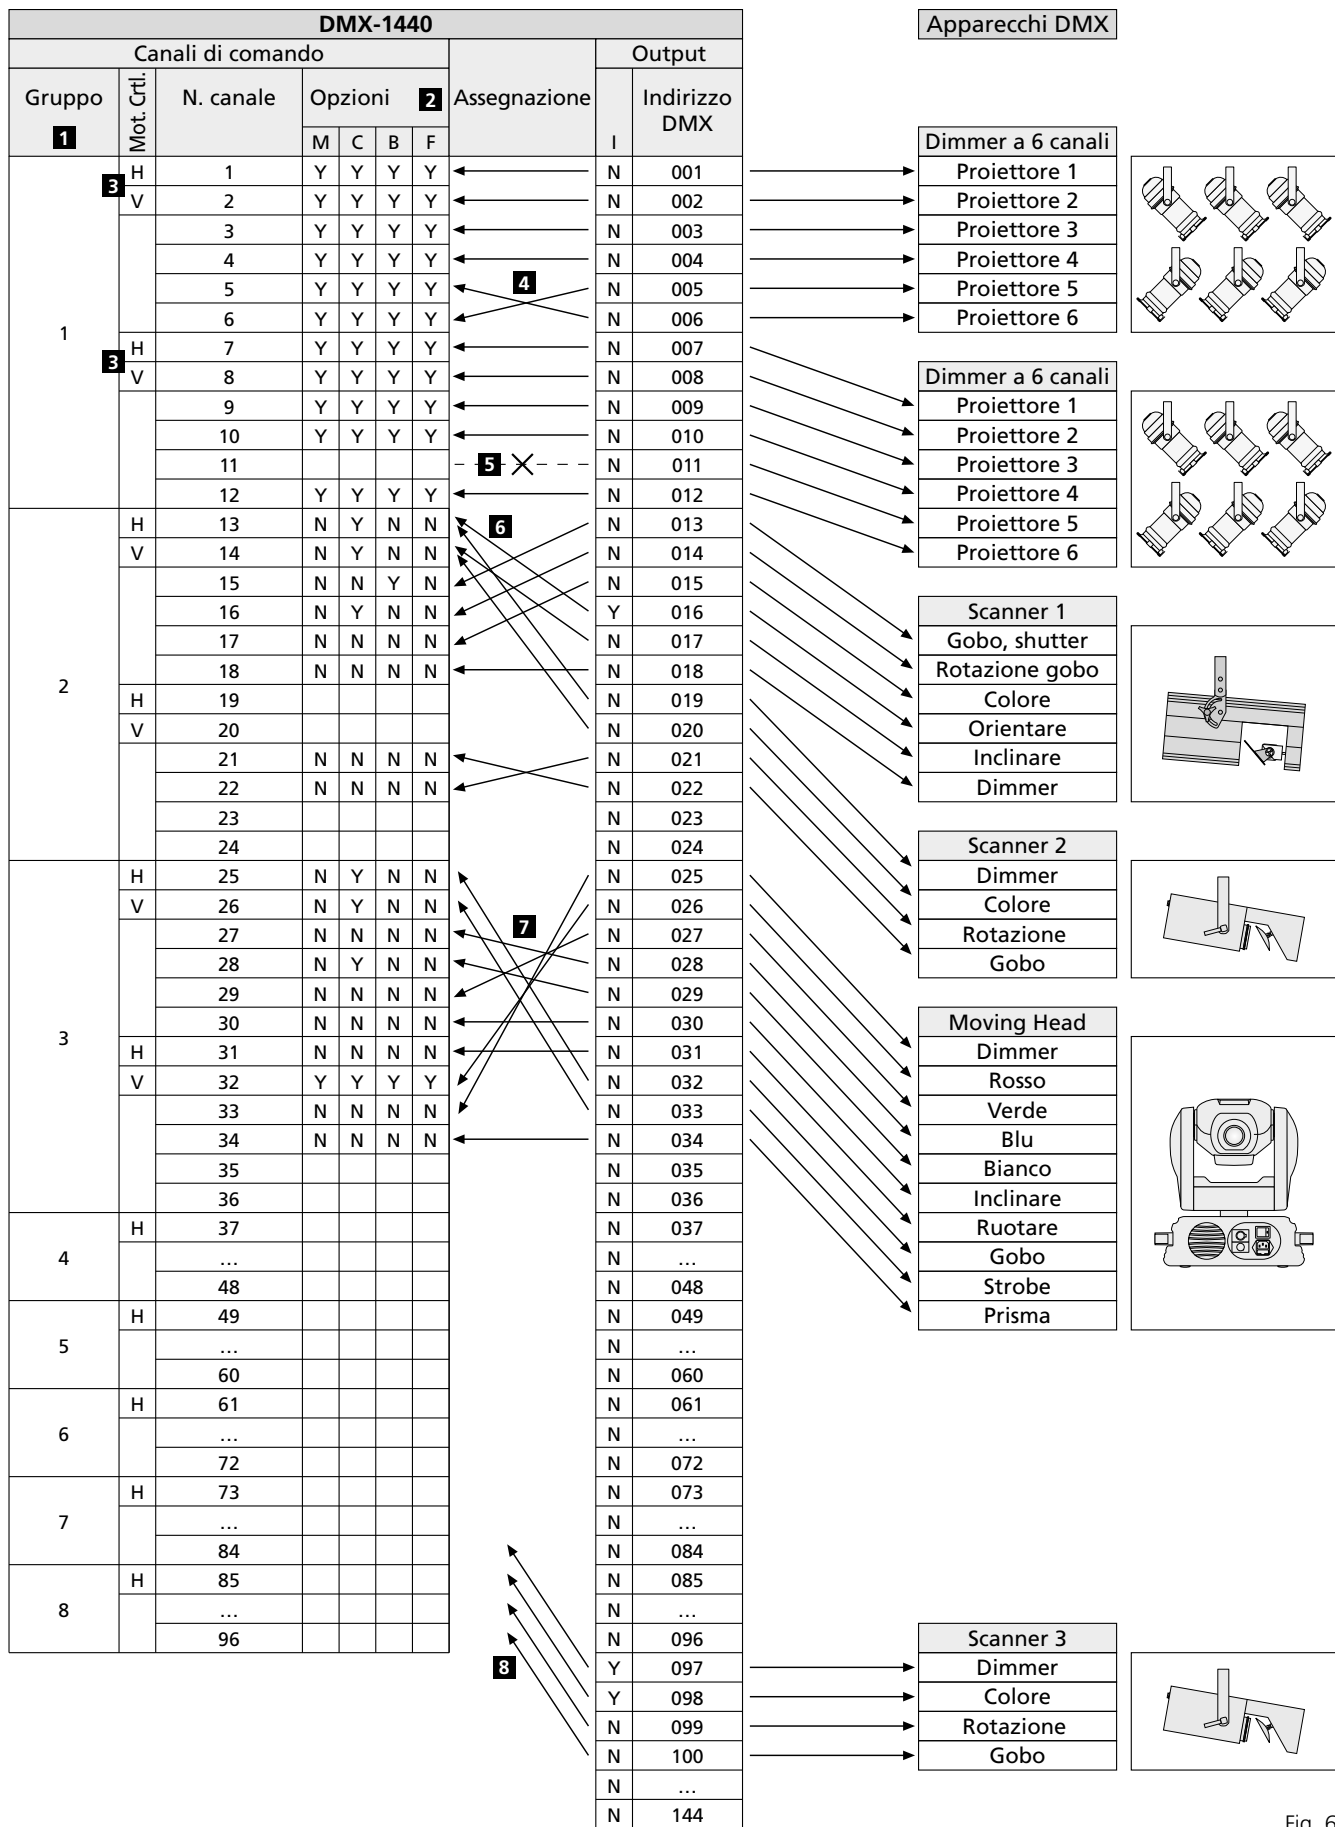 DMX-1440 Apparecchi DMX
Canali di comando Assegnazione Output
Gruppo 1 Mot. Crtl. N. canale Opzioni 2 Indirizzo DMX
M C B F I Dimmer a 6 canali
1 3 H 1 Y Y Y Y N 001 Proiettore 1
V 2 Y Y Y Y N 002 Proiettore 2
3 Y Y Y Y N 003 Proiettore 3
4 Y Y Y Y N 004 Proiettore 4
5 Y Y Y Y 4 N 005 Proiettore 5
6 Y Y Y Y N 006 Proiettore 6
3 H 7 Y Y Y Y N 007
V 8 Y Y Y Y N 008 Dimmer a 6 canali
9 Y Y Y Y N 009 Proiettore 1
10 Y Y Y Y N 010 Proiettore 2
11 5 N 011 Proiettore 3
12 Y Y Y Y N 012 Proiettore 4
2 H 13 N Y N N 6 N 013 Proiettore 5
V 14 N Y N N N 014 Proiettore 6
15 N N Y N N 015
16 N Y N N Y 016 Scanner 1
17 N N N N N 017 Gobo, shutter
18 N N N N N 018 Rotazione gobo
H 19 N 019 Colore
V 20 N 020 Orientare
21 N N N N N 021 Inclinare
22 N N N N N 022 Dimmer
23 N 023
24 N 024 Scanner 2
3 H 25 N Y N N N 025 Dimmer
V 26 N Y N N N 026 Colore
27 N N N N 7 N 027 Rotazione
28 N Y N N N 028 Gobo
29 N N N N N 029
30 N N N N N 030 Moving Head
H 31 N N N N N 031 Dimmer
V 32 Y Y Y Y N 032 Rosso
33 N N N N N 033 Verde
34 N N N N N 034 Blu
35 N 035 Bianco
36 N 036 Inclinare
4 H 37 N 037 Ruotare
... N ... Gobo
48 N 048 Strobe
5 H 49 N 049 Prisma
... N ...
60 N 060
6 H 61 N 061
... N ...
72 N 072
7 H 73 N 073
... N ...
84 N 084
8 H 85 N 085
... N ...
96 N 096 Scanner 3
8 Y 097 Dimmer
Y 098 Colore
N 099 Rotazione
N 100 Gobo
N ...
N 144
Fig. 6